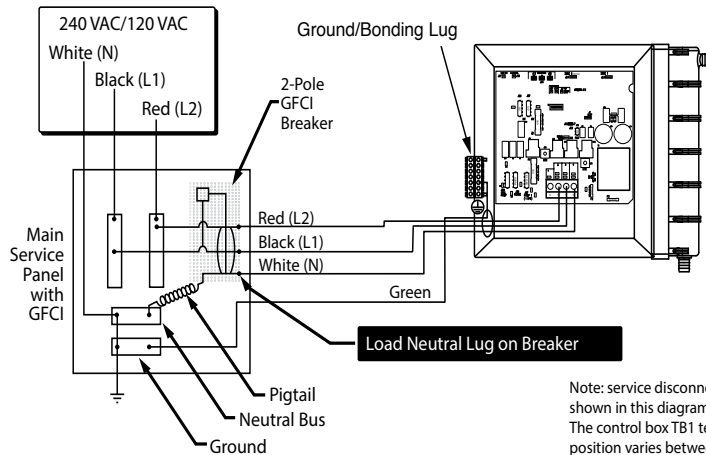 240 VAC/120 VAC
White (N)
Black (L1)
Red (L2)
2-Pole
GFCI
Breaker
Ground/Bonding Lug
Main
Service
Panel
with
GFCI
Red (L2)
Black (L1)
White (N)
Green
Load Neutral Lug on Breaker
Pigtail
Neutral Bus
Ground
Note: service disconne
shown in this diagram
The control box TB1 te
position varies betwee